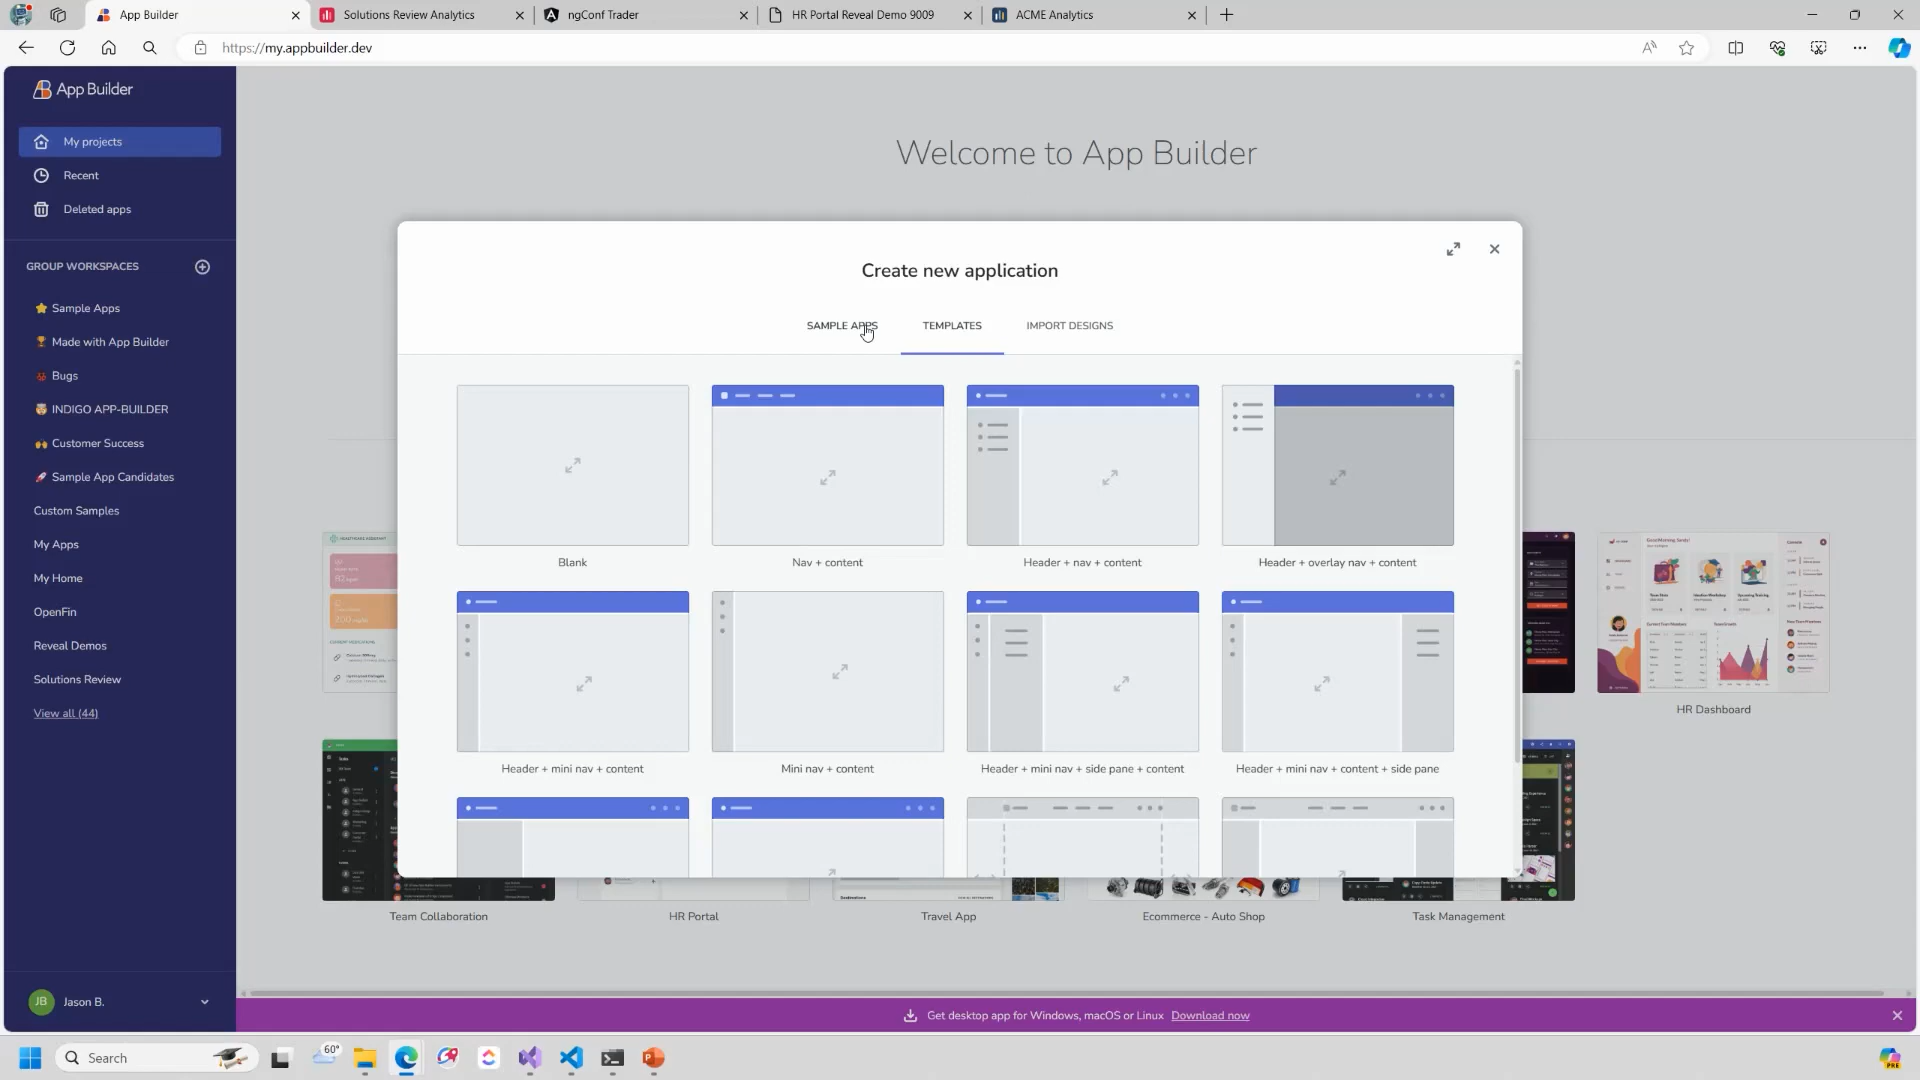 App Builder
Solutions Review Analytics
ngConf Trader
HR Portal Reveal Demo 9009
ACME Analytics
https://my.appbuilder.dev
App Builder
My projects
Recent
Deleted apps
GROUP WORKSPACES
Sample Apps
Made with App Builder
Bugs
INDIGO APP-BUILDER
Customer Success
Sample App Candidates
Custom Samples
My Apps
My Home
OpenFin
Reveal Demos
Solutions Review
View all (44)
JB
Jason B.
Welcome to App Builder
Create new application
SAMPLE APPS
TEMPLATES
IMPORT DESIGNS
Blank
Nav + content
Header + nav + content
Header + overlay nav + content
Header + mini nav + content
Mini nav + content
Header + mini nav + side pane + content
Header + mini nav + content + side pane
HR Dashboard
Team Collaboration
HR Portal
Travel App
Ecommerce - Auto Shop
Task Management
Get desktop app for Windows, macOS or Linux Download now
Search
60°
PRE